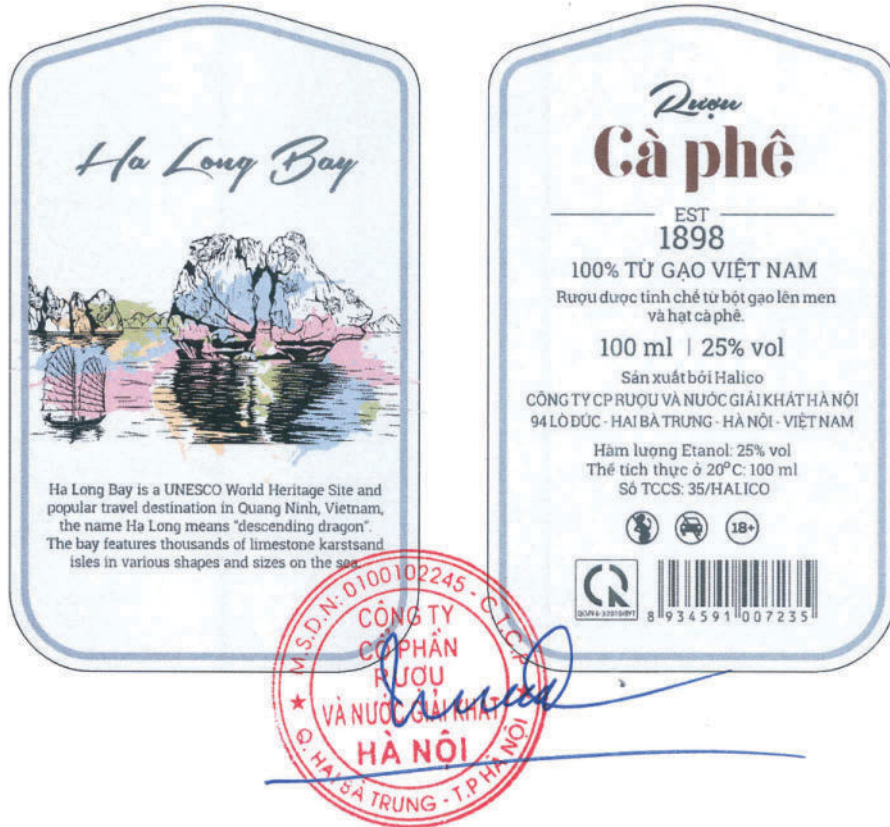 Ha Long Bay
Ha Long Bay is a UNESCO World Heritage Site and
popular travel destination in Quang Ninh, Vietnam,
the name Hạ Long means "descending dragon".
The bay features thousands of limestone karstsand
isles in various shapes and sizes on the sea.
Rượu
Cà phê
EST
1898
100% TỪ GẠO VIỆT NAM
Rượu được tinh chế từ bột gạo lên men
và hạt cà phê.
100 ml | 25% vol
Sản xuất bởi Halico
CÔNG TY CP RƯỢU VÀ NƯỚC GIẢI KHÁT HÀ NỘI
94 LÒ ĐÚC - HAI BÀ TRƯNG - HÀ NỘI - VIỆT NAM
Hàm lượng Etanol: 25% vol
Thể tích thực ở 20°C: 100 ml
Số TCCS: 35/HALICO
18+
CR
8 934591 007235
M.S.D.N: 0100102245 - C.T.C.P
CÔNG TY
CỔ PHẦN
RƯỢU
VÀ NƯỚC GIẢI KHÁT
HÀ NỘI
Q. HAI BÀ TRƯNG - T.P HÀ NỘI